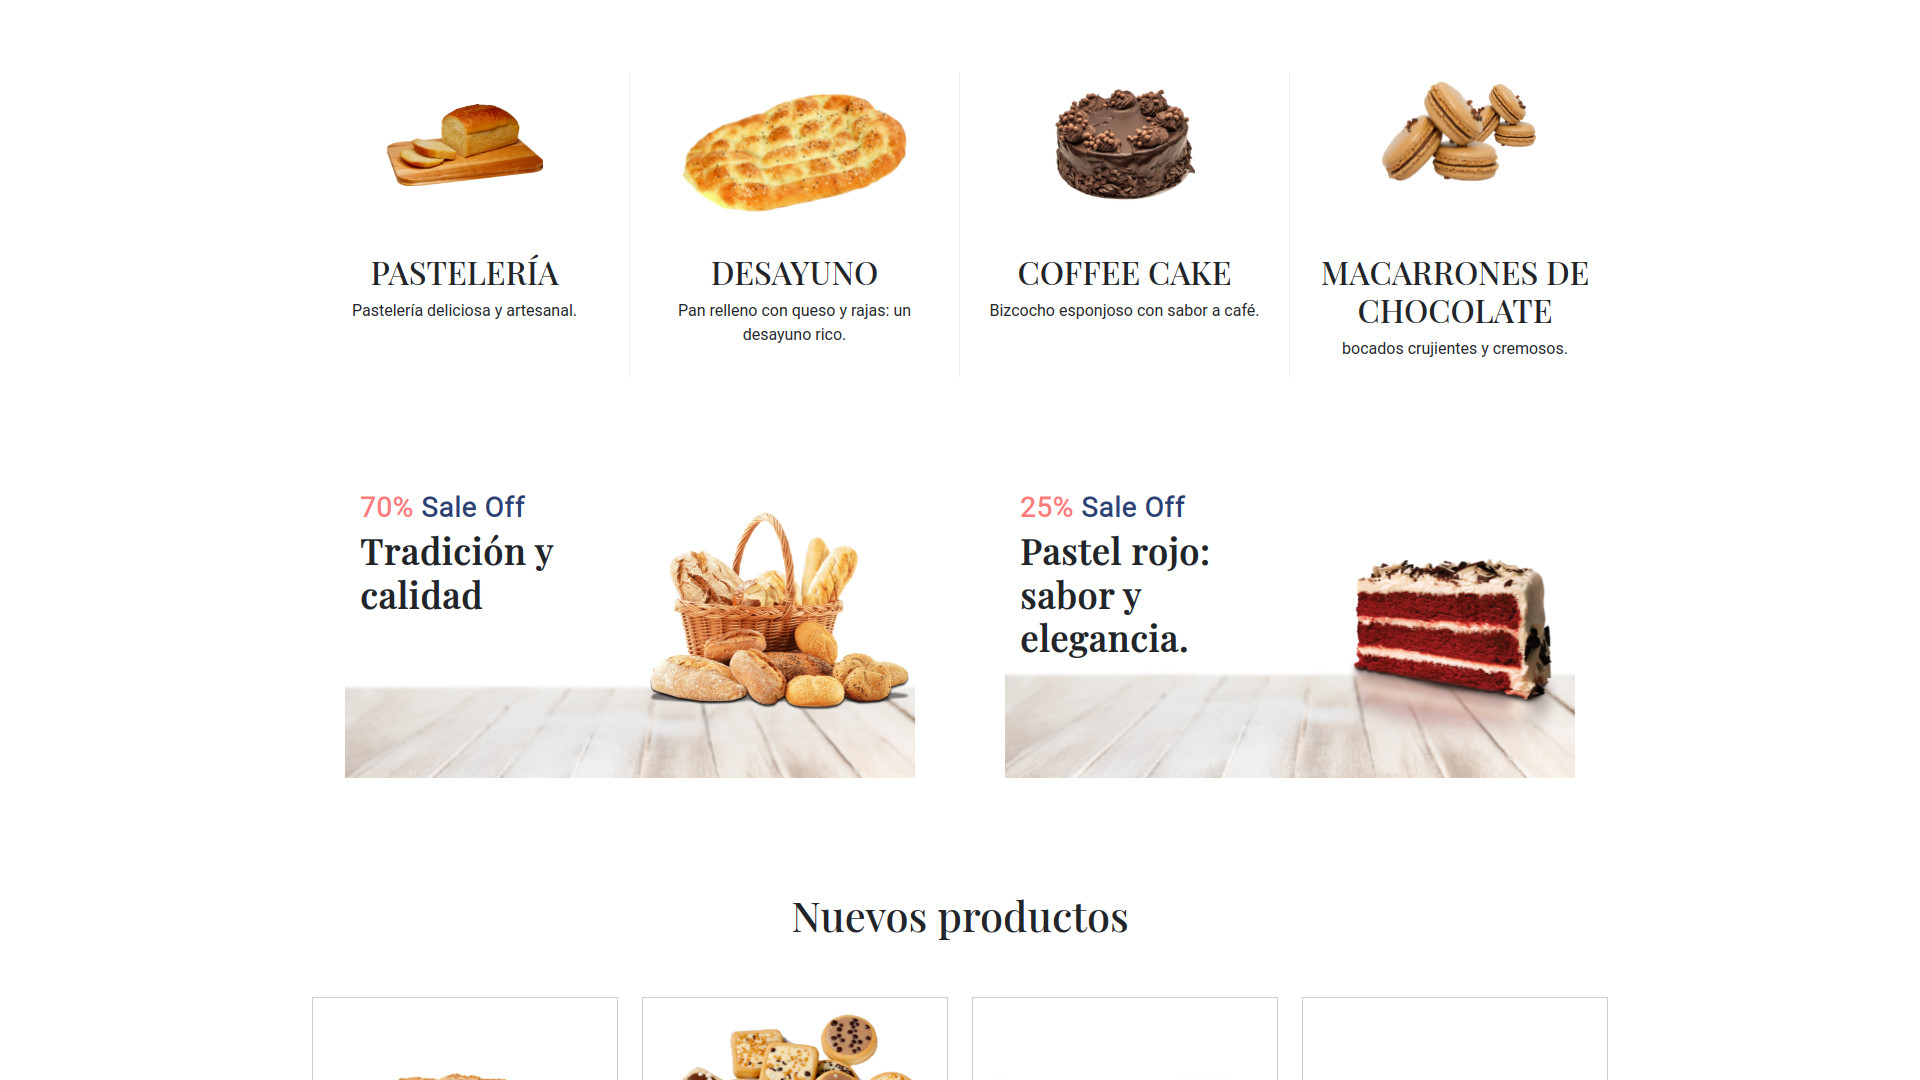 PASTELERÍA
Pastelería deliciosa y artesanal.
DESAYUNO
Pan relleno con queso y rajas: un
desayuno rico.
COFFEE CAKE
Bizcocho esponjoso con sabor a café.
MACARRONES DE
CHOCOLATE
bocados crujientes y cremosos.
70% Sale Off
Tradición y
calidad
25% Sale Off
Pastel rojo:
sabor y
elegancia.
Nuevos productos